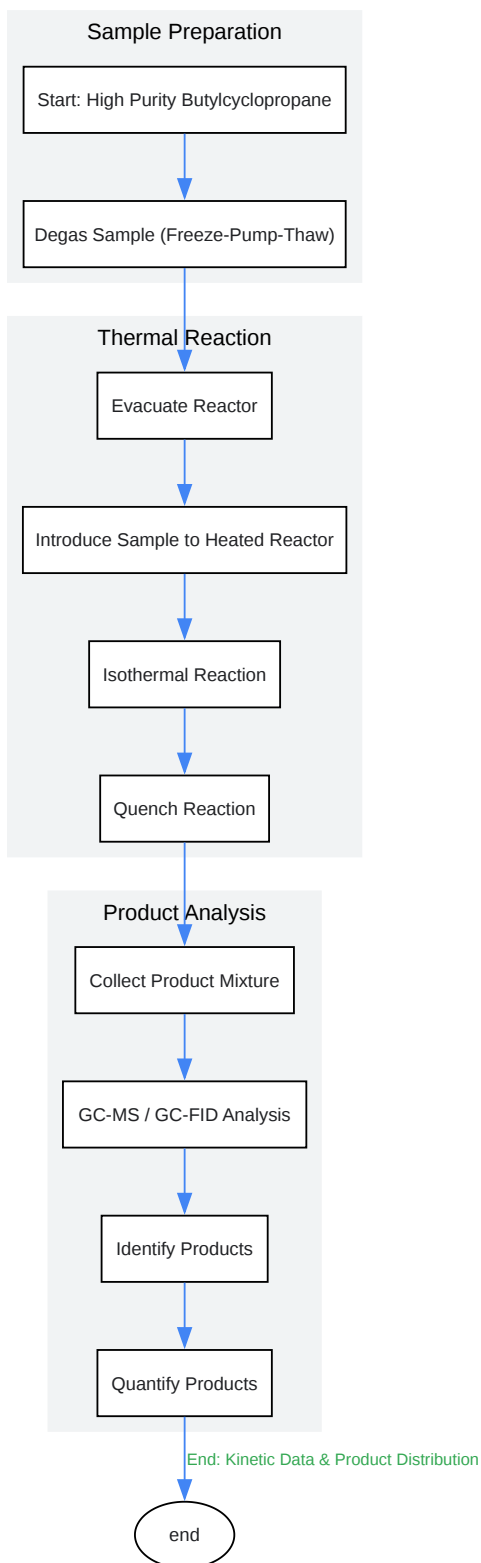 Sample Preparation
Start: High Purity Butylcyclopropane
Degas Sample (Freeze-Pump-Thaw)
Thermal Reaction
Evacuate Reactor
Introduce Sample to Heated Reactor
Isothermal Reaction
Quench Reaction
Product Analysis
Collect Product Mixture
GC-MS / GC-FID Analysis
Identify Products
Quantify Products
End: Kinetic Data & Product Distribution
end